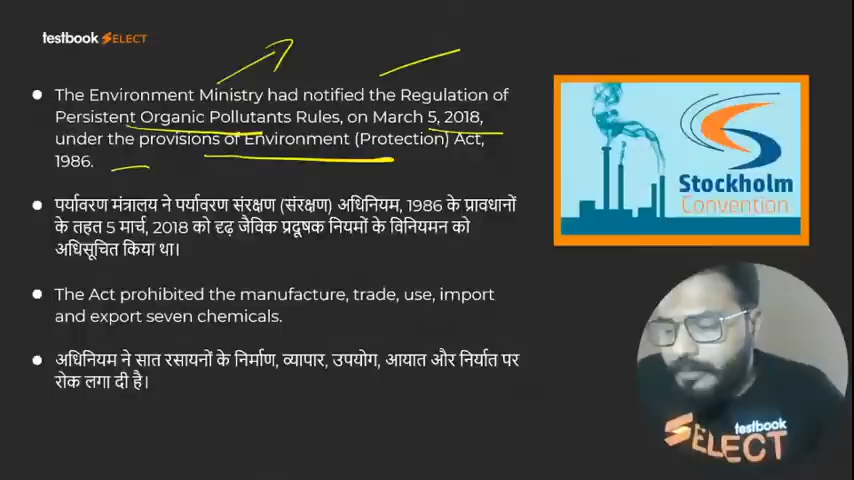 testbook SELECT
The Environment Ministry had notified the Regulation of
Persistent Organic Pollutants Rules, on March 5, 2018,
under the provisions of Environment (Protection) Act,
1986.
पर्यावरण मंत्रालय ने पर्यावरण संरक्षण (संरक्षण) अधिनियम, 1986 के प्रावधानों
के तहत 5 मार्च, 2018 को दृढ़ जैविक प्रदूषक नियमों के विनियमन को
अधिसूचित किया था।
The Act prohibited the manufacture, trade, use, import
and export seven chemicals.
अधिनियम ने सात रसायनों के निर्माण, व्यापार, उपयोग, आयात और निर्यात पर
रोक लगा दी है।
Stockholm
Convention
testbook
SELECT